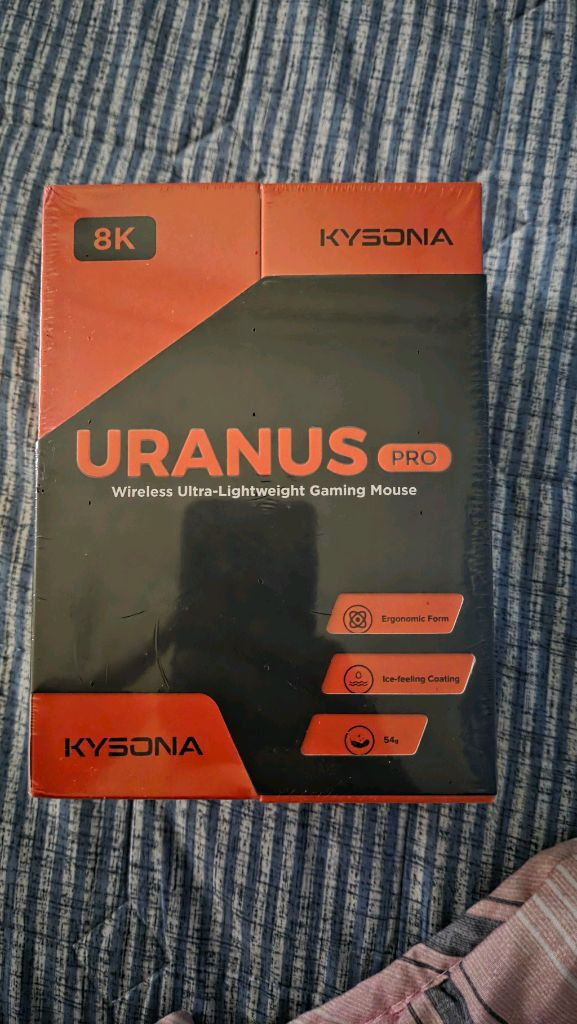 8K
KYSONA
URANUS PRO
Wireless Ultra-Lightweight Gaming Mouse
Ergonomic Form
Ice-feeling Coating
54g
KYSONA